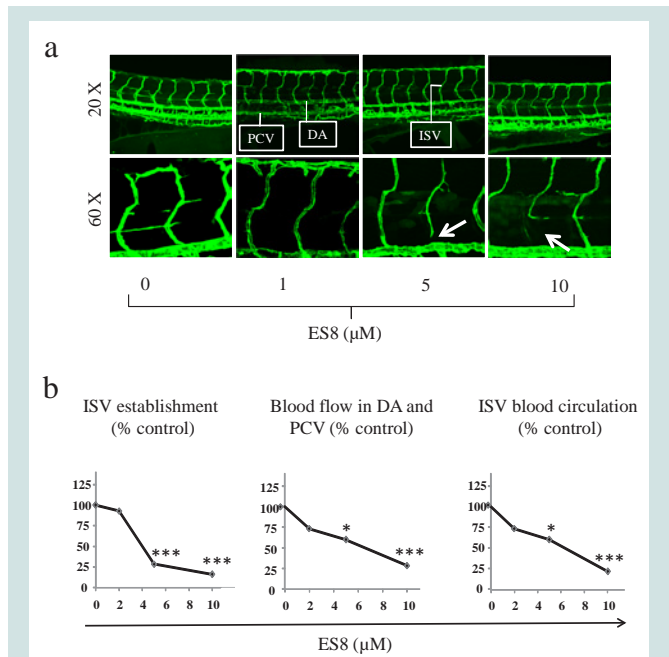 a
20 X
PCV
DA
ISV
60 X
0 1 5 10
ES8 (μM)
b
ISV establishment
(% control)
Blood flow in DA and
PCV (% control)
ISV blood circulation
(% control)
125
100
75
50
25
0
***
***
0 2 4 6 8 10
125
100
75
50
25
0
*
***
0 2 4 6 8 10
125
100
75
50
25
0
*
***
0 2 4 6 8 10
ES8 (μM)